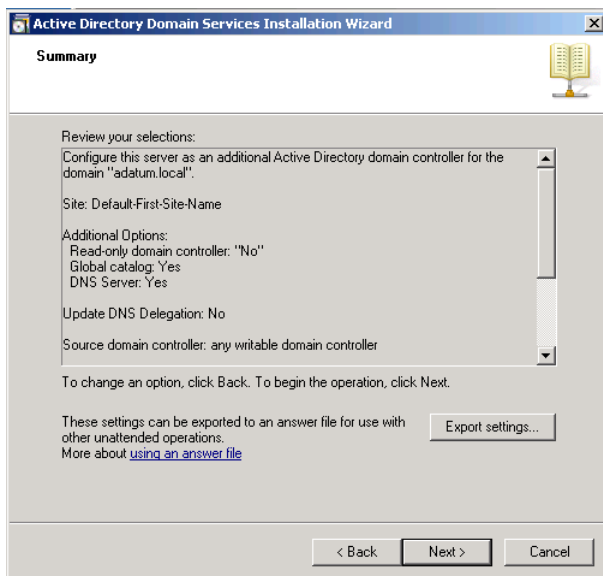 Active Directory Domain Services Installation Wizard
Summary
Review your selections:
Configure this server as an additional Active Directory domain controller for the
domain "adatum.local".
Site: Default-First-Site-Name
Additional Options:
Read-only domain controller: "No"
Global catalog: Yes
DNS Server: Yes
Update DNS Delegation: No
Source domain controller: any writable domain controller
To change an option, click Back. To begin the operation, click Next.
These settings can be exported to an answer file for use with
other unattended operations.
More about using an answer file
Export settings...
< Back
Next >
Cancel